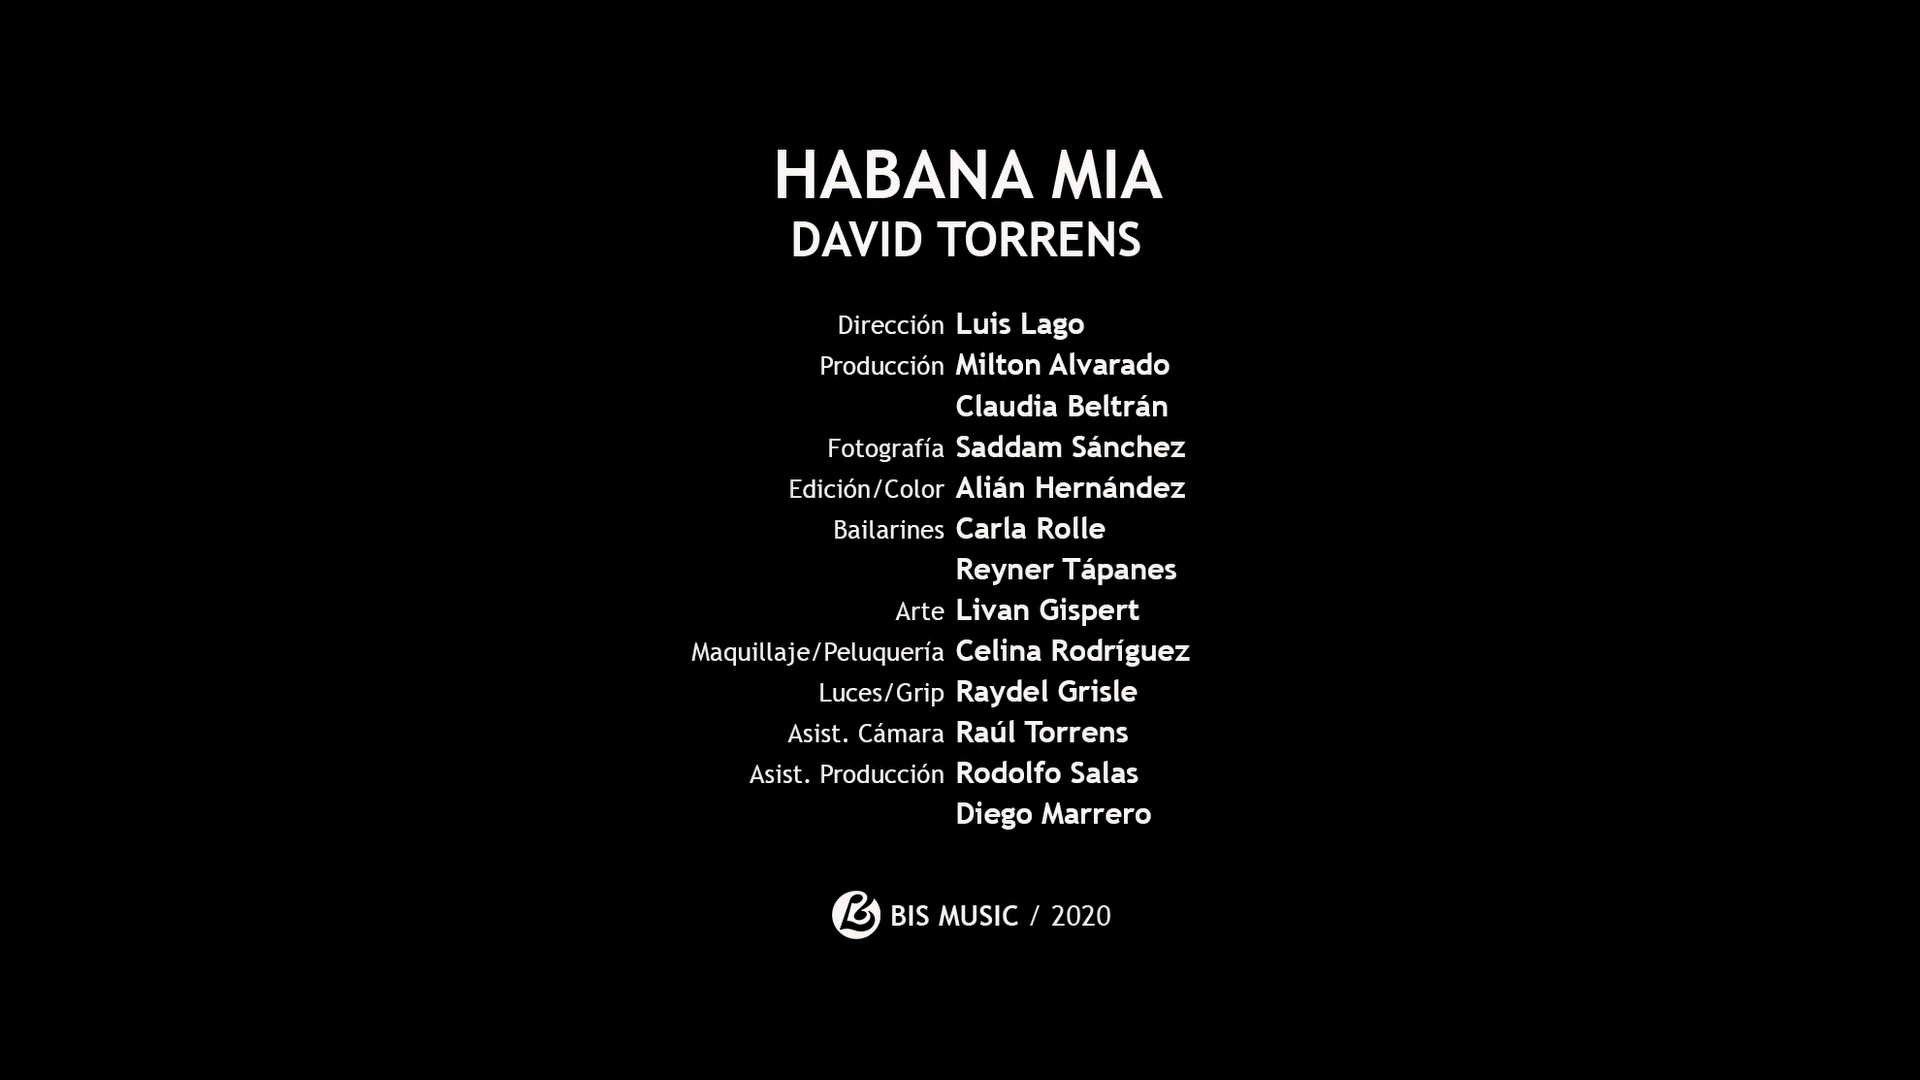 HABANA MIA
DAVID TORRENS
Dirección Luis Lago
Producción Milton Alvarado
Claudia Beltrán
Fotografía Saddam Sánchez
Edición/Color Alián Hernández
Bailarines Carla Rolle
Reyner Tápanes
Arte Livan Gispert
Maquillaje/Peluquería Celina Rodríguez
Luces/Grip Raydel Grisle
Asist. Cámara Raúl Torrens
Asist. Producción Rodolfo Salas
Diego Marrero
BIS MUSIC / 2020